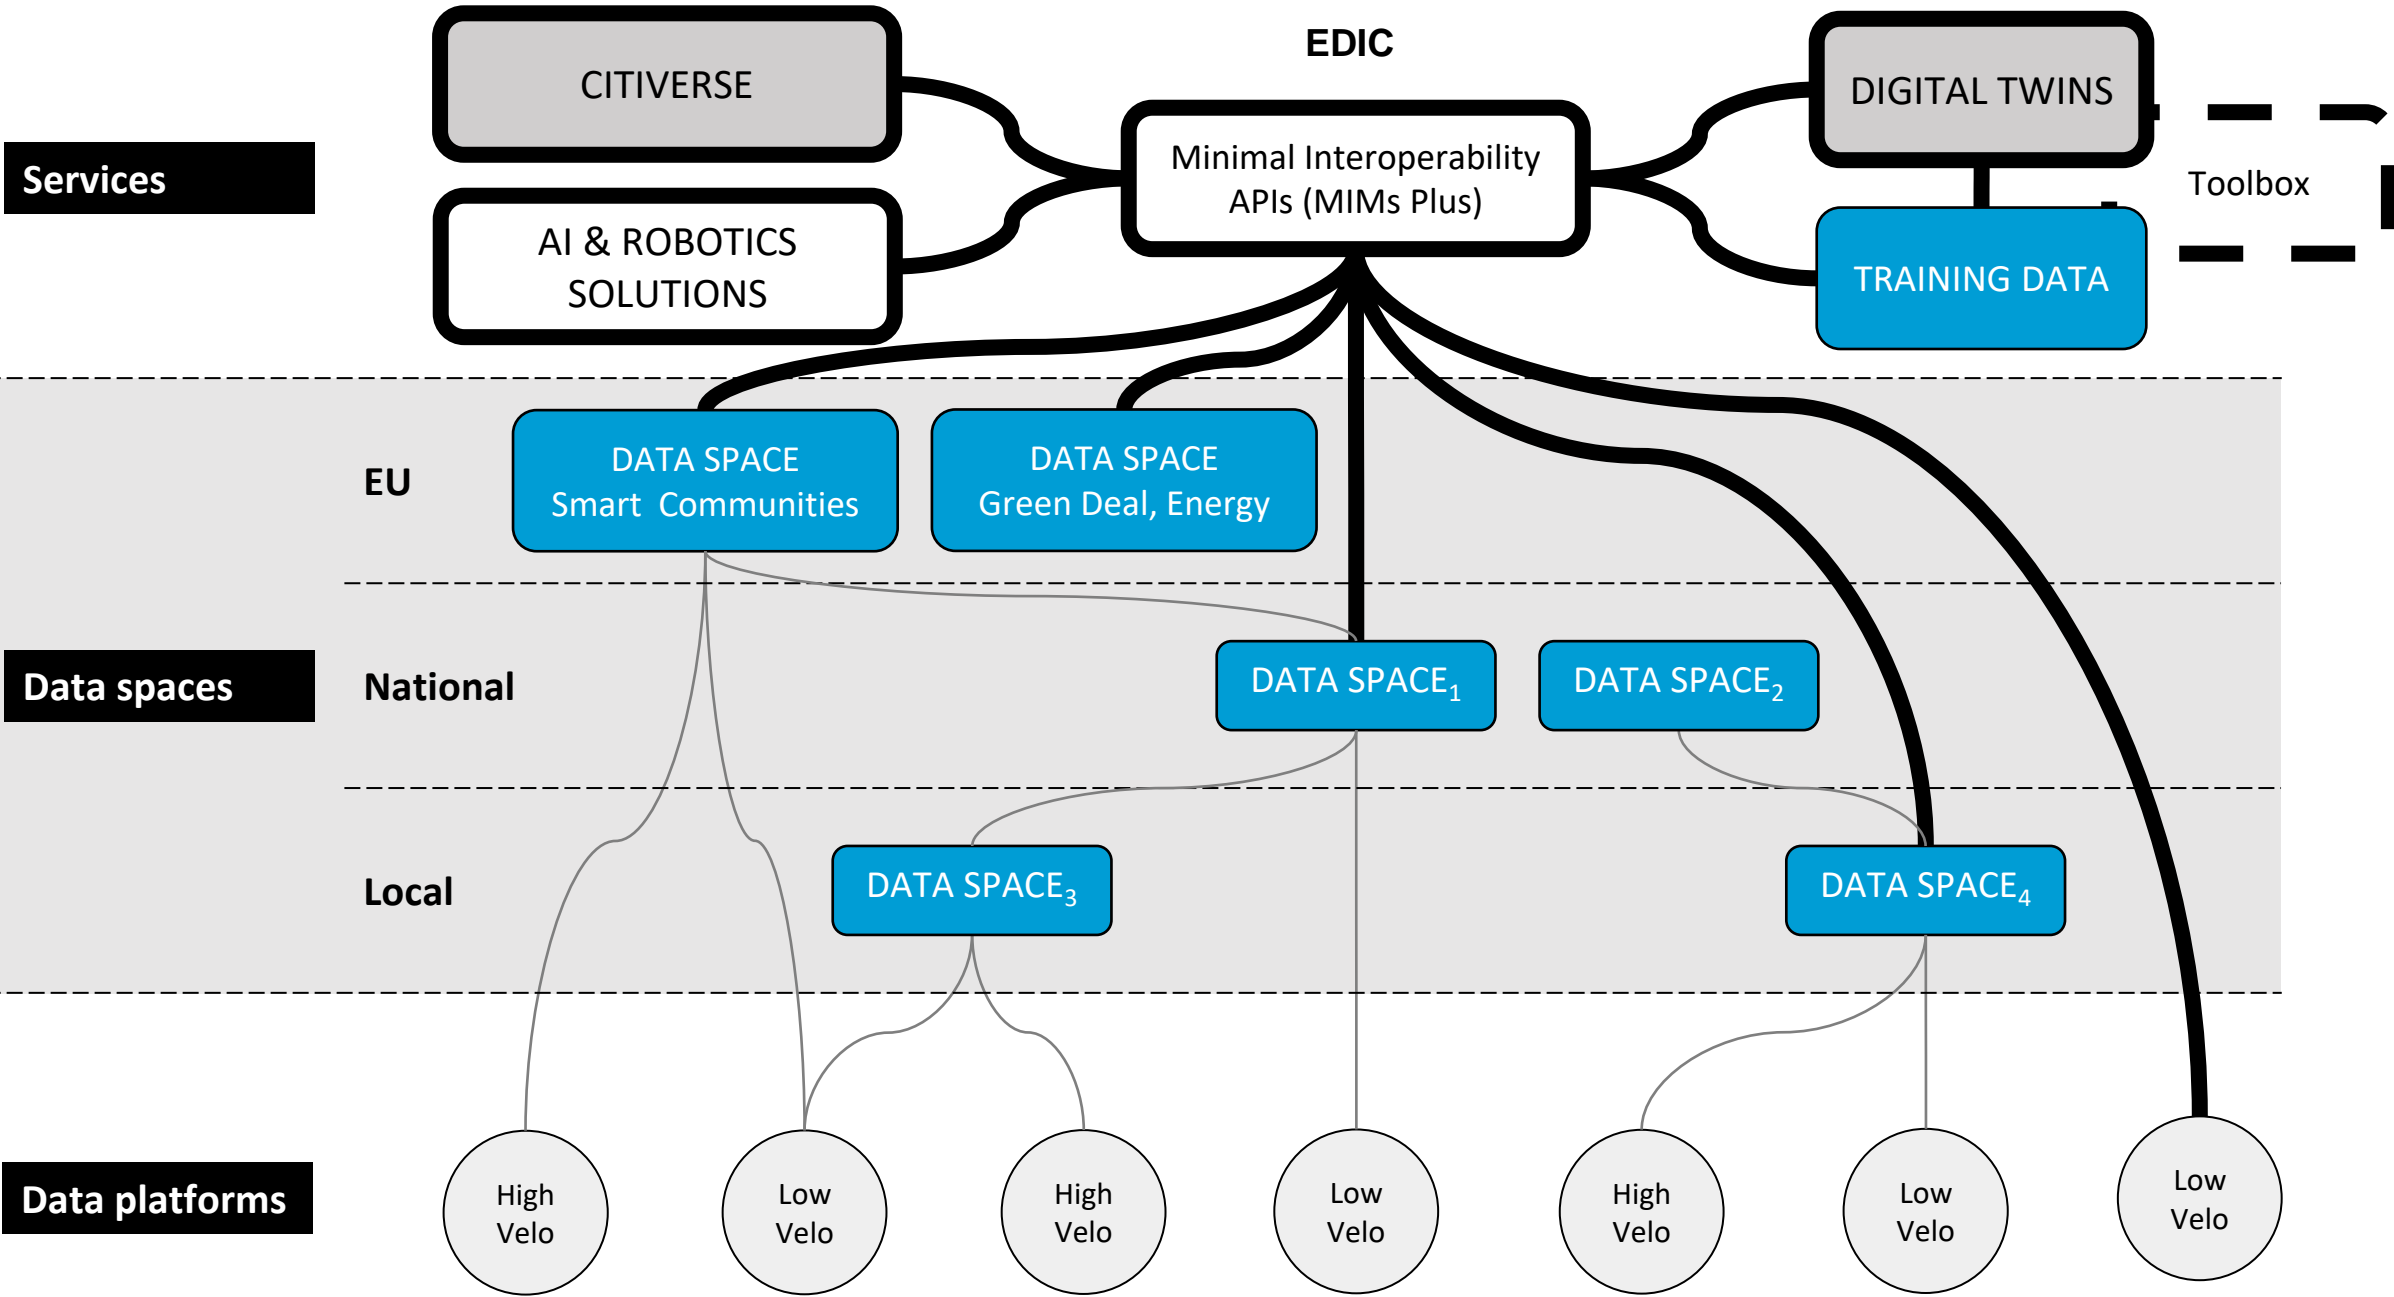 EDIC
CITIVERSE
DIGITAL TWINS
Services
Minimal Interoperability
APIs (MIMs Plus)
Toolbox
AI & ROBOTICS
SOLUTIONS
TRAINING DATA
EU
DATA SPACE
Smart Communities
DATA SPACE
Green Deal, Energy
Data spaces
National
DATA SPACE1
DATA SPACE2
Local
DATA SPACE3
DATA SPACE4
Data platforms
High
Velo
Low
Velo
High
Velo
Low
Velo
High
Velo
Low
Velo
Low
Velo